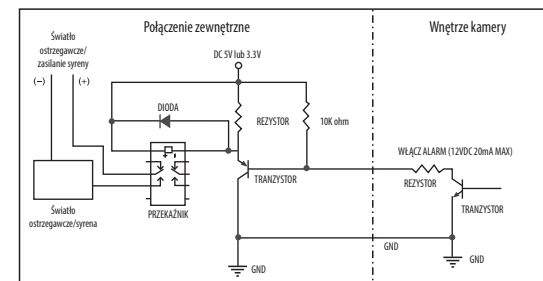 Połączenie zewnętrzne
Wnętrze kamery
Światło
ostrzegawcze/
zasilanie syreny
(−)
(+)
DC 5V lub 3.3V
DIODA
REZYSTOR
10K ohm
+
TRANZYSTOR
WŁĄCZ ALARM (12VDC 20mA MAX)
REZYSTOR
TRANZYSTOR
PRZEKAŹNIK
Światło
ostrzegawcze/syrena
GND
GND
GND